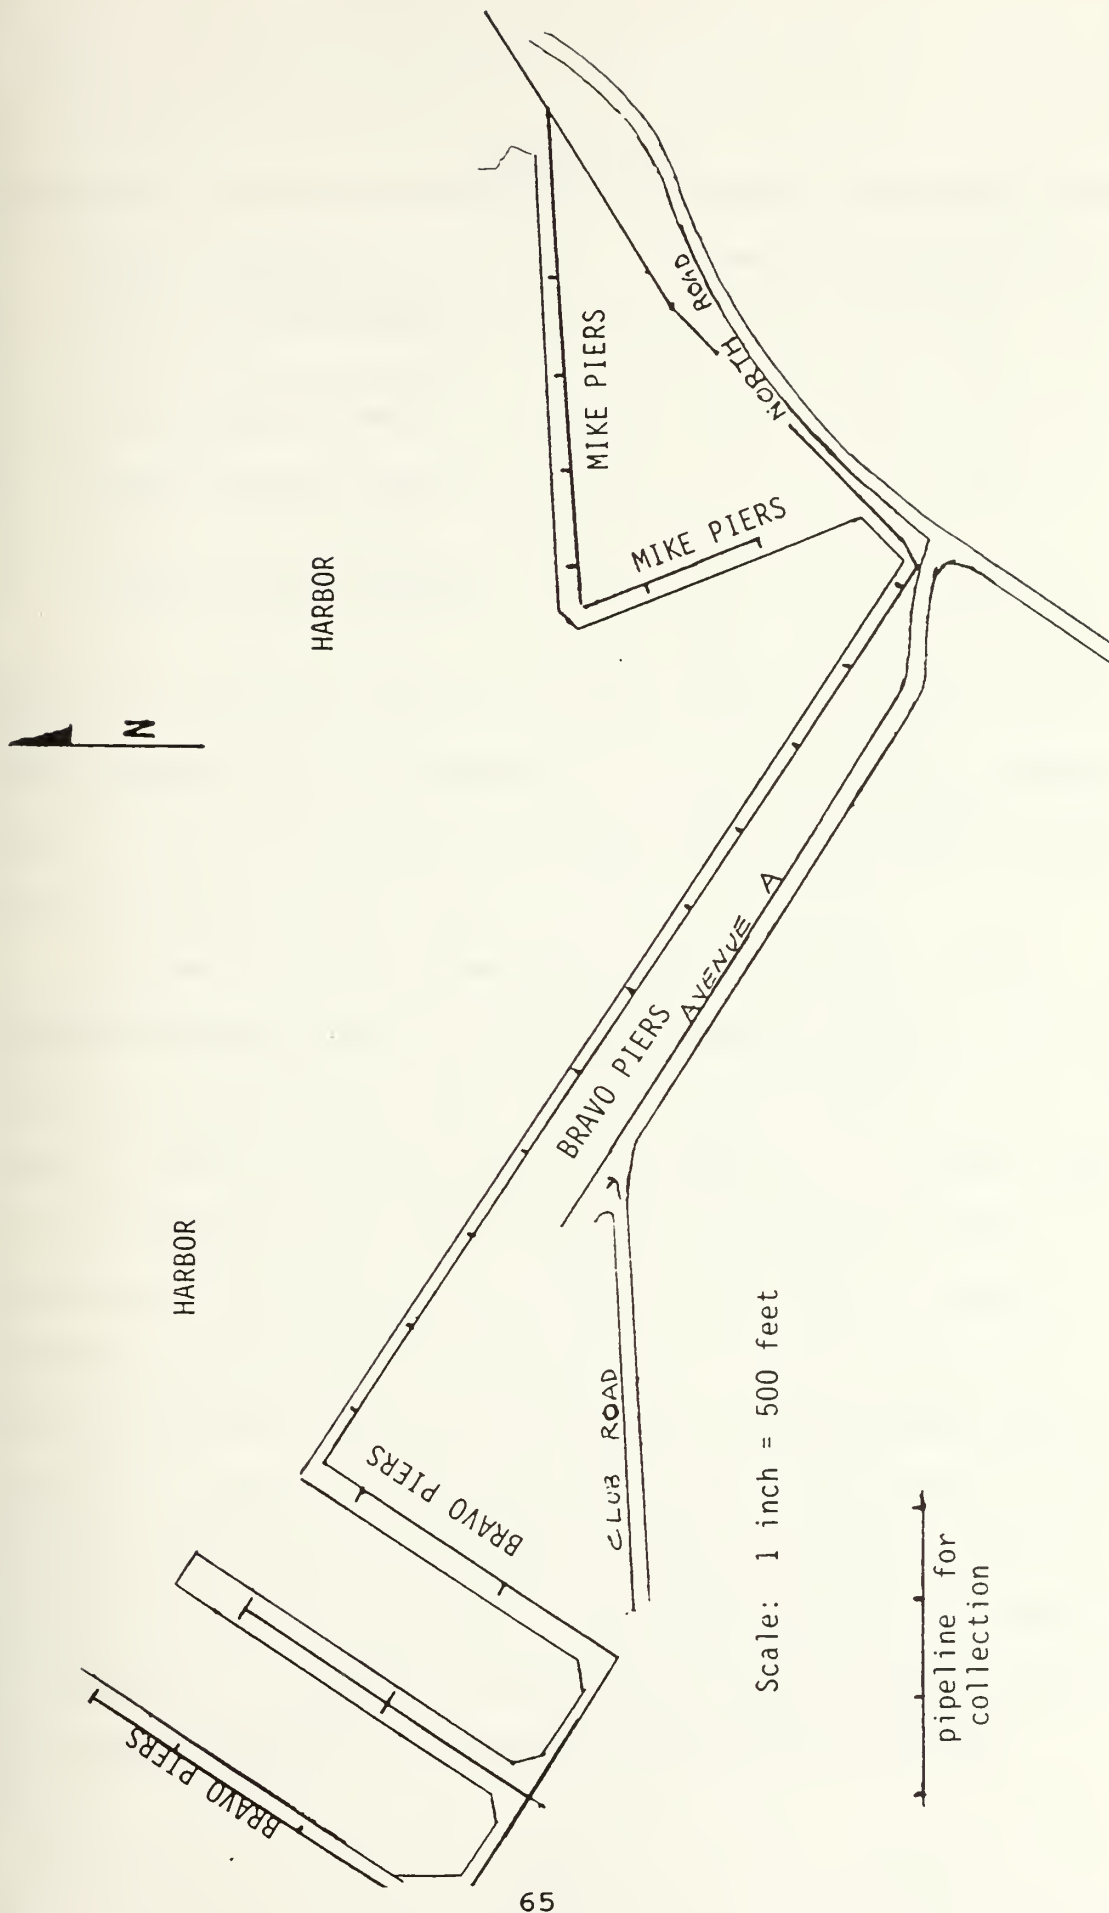 N
HARBOR
HARBOR
MIKE PIERS
MIKE PIERS
NORTH ROAD
BRAVO PIERS
AVENUE A
BRAVO PIERS
CLUB ROAD
BRAVO PIERS
Scale: 1 inch = 500 feet
pipeline for
collection
65